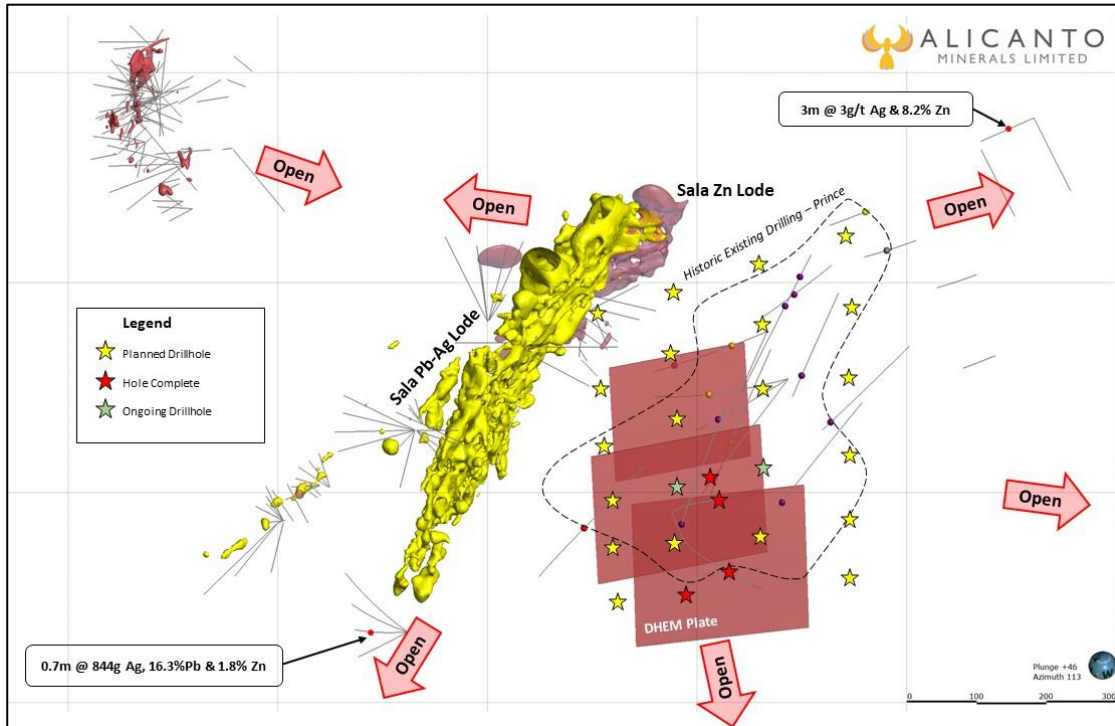 ALICANTO
MINERALS LIMITED
3m @ 3g/t Ag & 8.2% Zn
Open
Open
Sala Zn Lode
Open
Historic Existing Drilling – Prince
Legend
Planned Drillhole
Hole Complete
Ongoing Drillhole
Sala Pb-Ag Lode
Open
DHEM Plate
0.7m @ 844g Ag, 16.3%Pb & 1.8% Zn
Open
Open
Plunge +46
Azimuth 113
W
0 100 200 300